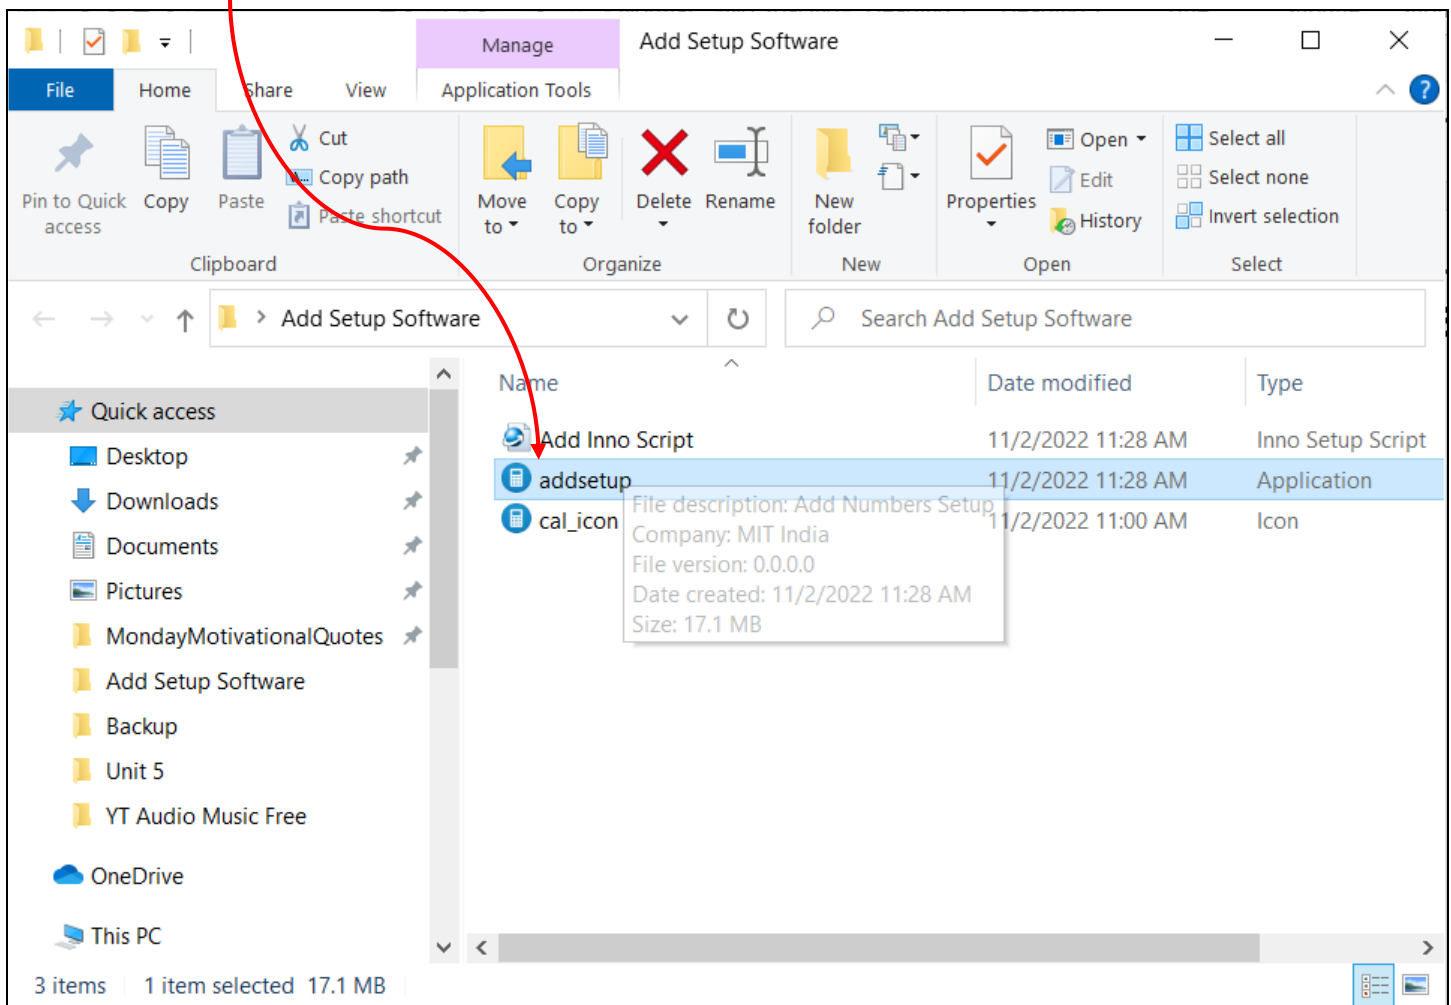 Manage
Add Setup Software
File
Home
Share
View
Application Tools
?
Pin to Quick access
Copy
Paste
Cut
Copy path
Paste shortcut
Move to
Copy to
Delete
Rename
New folder
Properties
Open
Edit
History
Select all
Select none
Invert selection
Clipboard
Organize
New
Open
Select
Add Setup Software
Search Add Setup Software
Name
Date modified
Type
Quick access
Desktop
Downloads
Documents
Pictures
MondayMotivationalQuotes
Add Setup Software
Backup
Unit 5
YT Audio Music Free
OneDrive
This PC
Add Inno Script 11/2/2022 11:28 AM Inno Setup Script
addsetup 11/2/2022 11:28 AM Application
cal_icon 11/2/2022 11:00 AM Icon
File description: Add Numbers Setup
Company: MIT India
File version: 0.0.0.0
Date created: 11/2/2022 11:28 AM
Size: 17.1 MB
3 items 1 item selected 17.1 MB